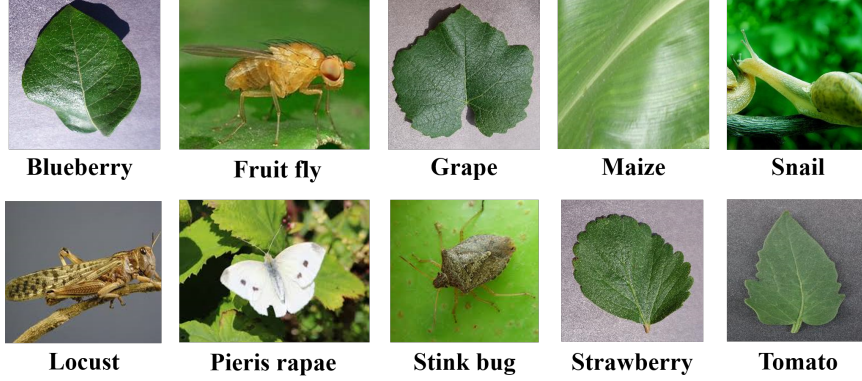 Blueberry
Fruit fly
Grape
Maize
Snail
Locust
Pieris rapae
Stink bug
Strawberry
Tomato